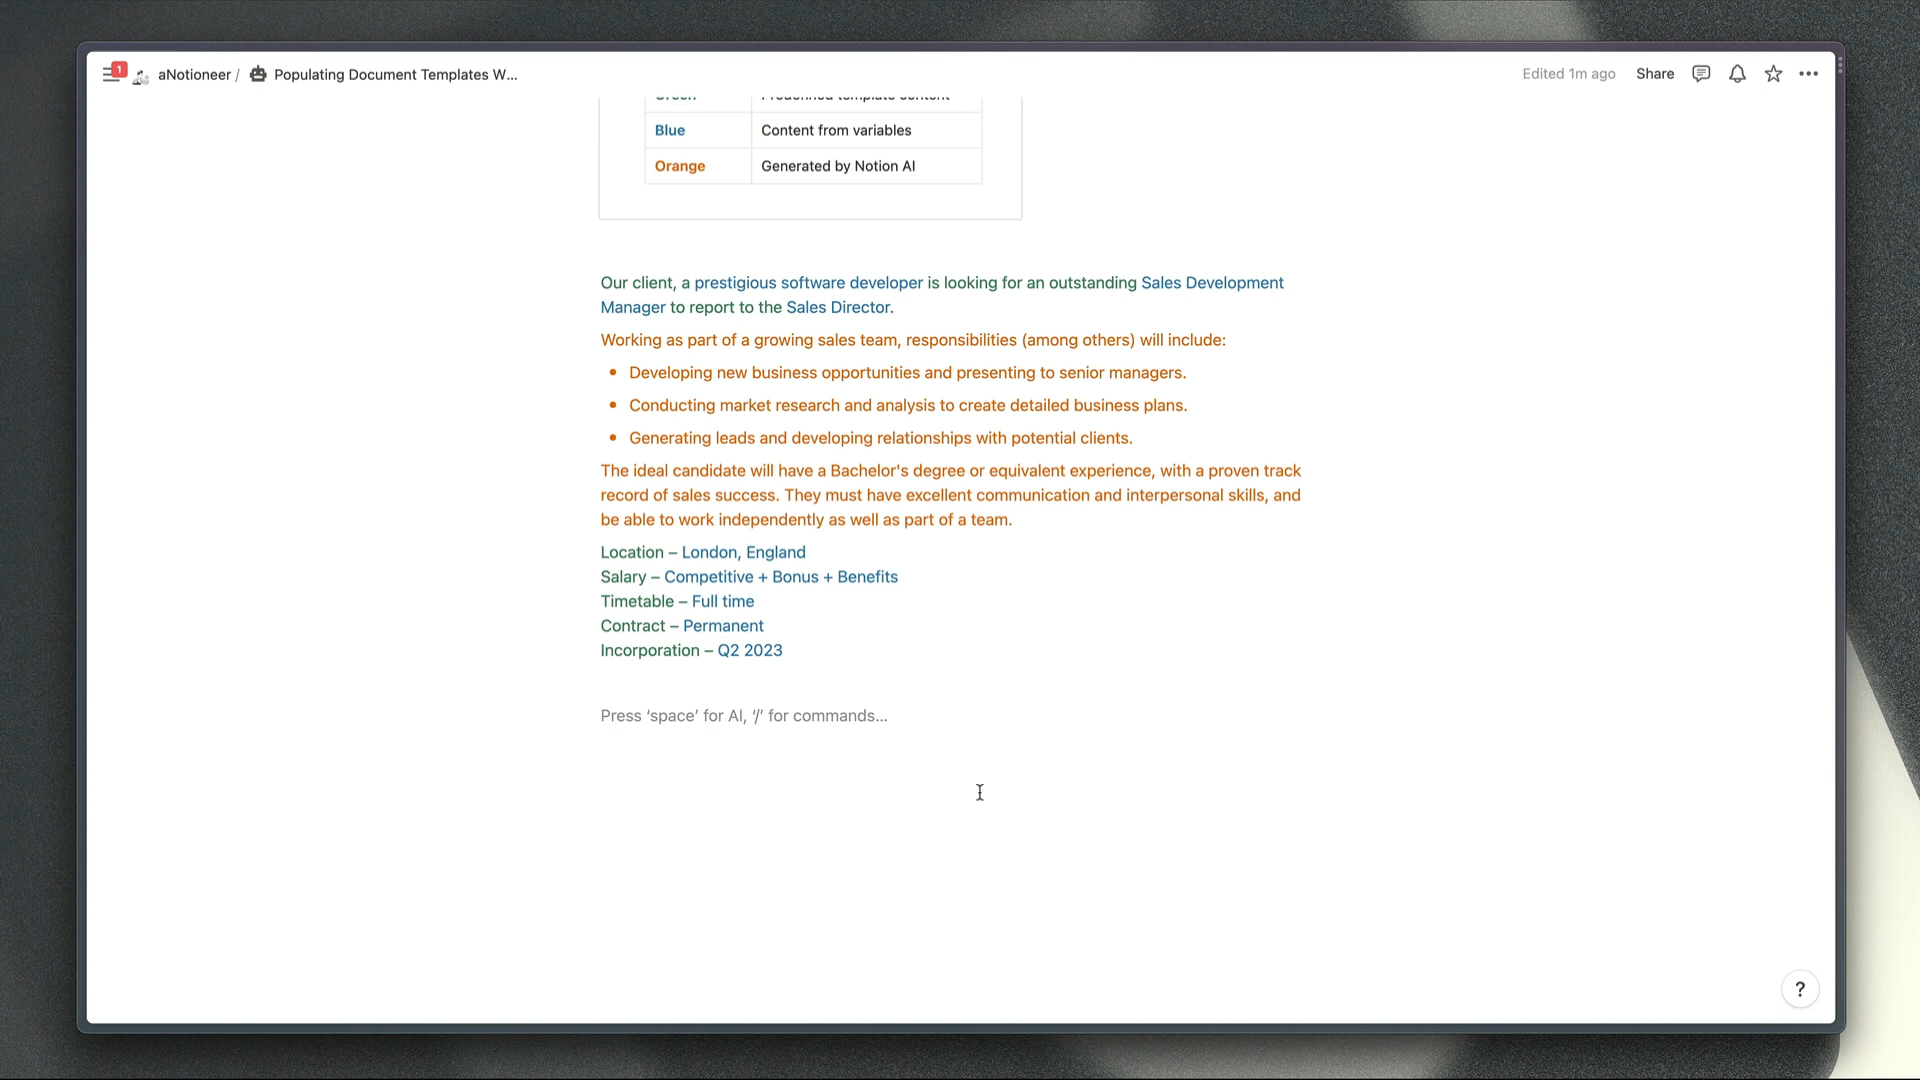 1
aNotioneer / Populating Document Templates W...
Edited 1m ago Share
Green Predefined template content
Blue Content from variables
Orange Generated by Notion AI
Our client, a prestigious software developer is looking for an outstanding Sales Development
Manager to report to the Sales Director.
Working as part of a growing sales team, responsibilities (among others) will include:
• Developing new business opportunities and presenting to senior managers.
• Conducting market research and analysis to create detailed business plans.
• Generating leads and developing relationships with potential clients.
The ideal candidate will have a Bachelor's degree or equivalent experience, with a proven track
record of sales success. They must have excellent communication and interpersonal skills, and
be able to work independently as well as part of a team.
Location – London, England
Salary – Competitive + Bonus + Benefits
Timetable – Full time
Contract – Permanent
Incorporation – Q2 2023
Press ‘space’ for AI, ‘/’ for commands…
?